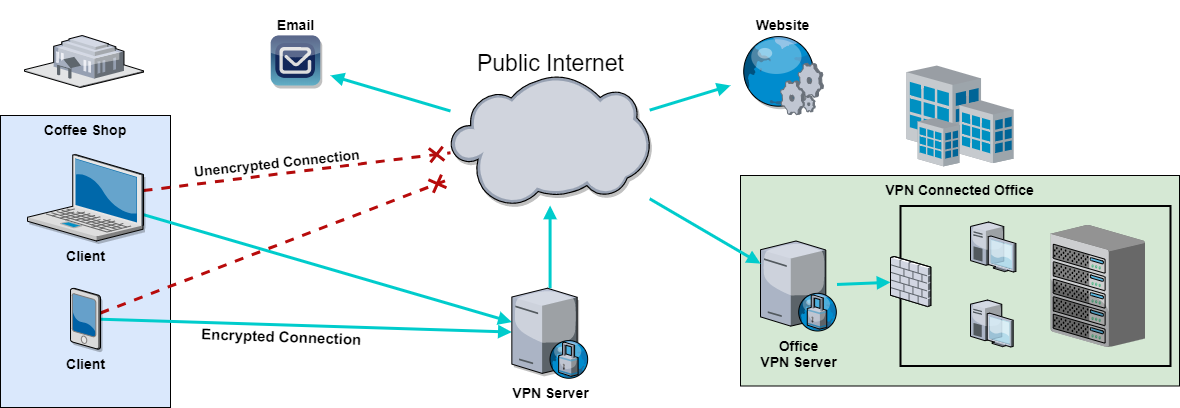 Email
Website
Public Internet
Coffee Shop
Unencrypted Connection
VPN Connected Office
Client
Encrypted Connection
Client
VPN Server
Office
VPN Server